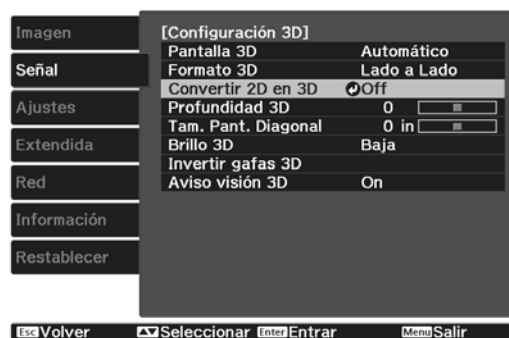 Imagen
Señal
Ajustes
Extendida
Red
Información
Restablecer
[Configuración 3D]
Pantalla 3D Automático
Formato 3D Lado a Lado
Convertir 2D en 3D Off
Profundidad 3D 0
Tam. Pant. Diagonal 0 in
Brillo 3D Baja
Invertir gafas 3D
Aviso visión 3D On
Esc Volver Seleccionar Enter Entrar Menu Salir